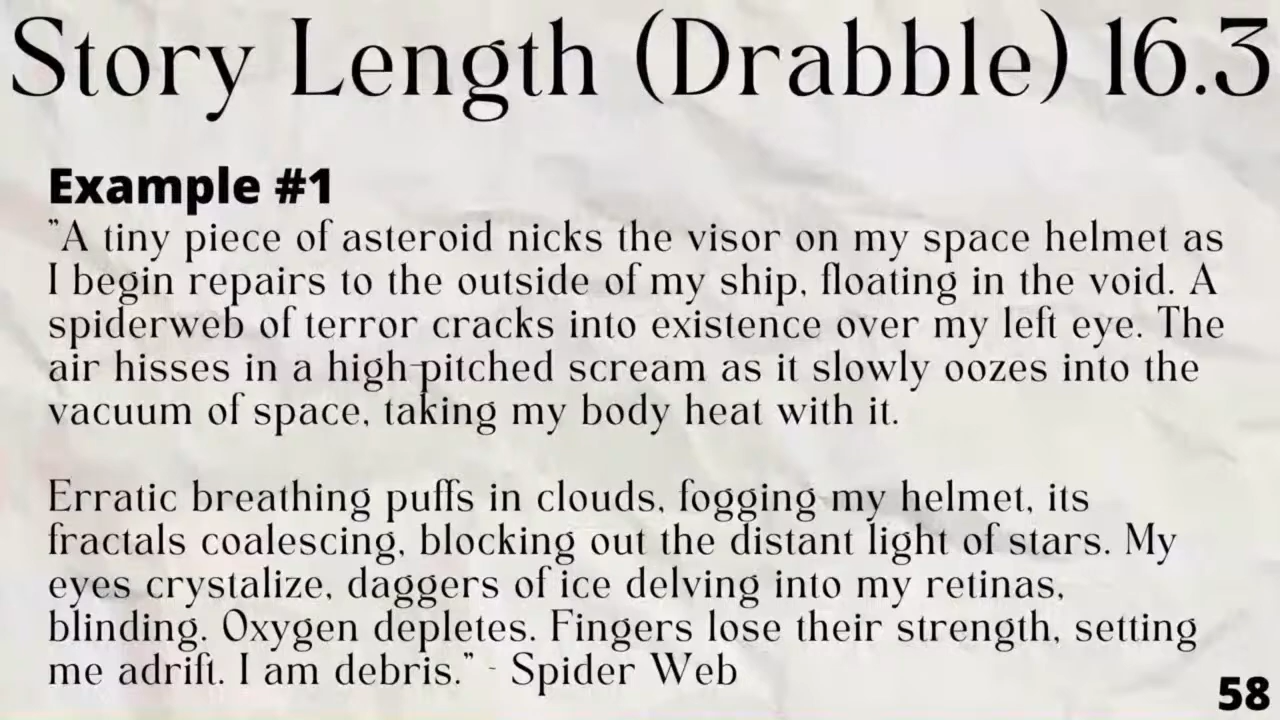 Story Length (Drabble) 16.3
Example #1
"A tiny piece of asteroid nicks the visor on my space helmet as
I begin repairs to the outside of my ship, floating in the void. A
spiderweb of terror cracks into existence over my left eye. The
air hisses in a high-pitched scream as it slowly oozes into the
vacuum of space, taking my body heat with it.
Erratic breathing puffs in clouds, fogging my helmet, its
fractals coalescing, blocking out the distant light of stars. My
eyes crystalize, daggers of ice delving into my retinas,
blinding. Oxygen depletes. Fingers lose their strength, setting
me adrift. I am debris." - Spider Web
58